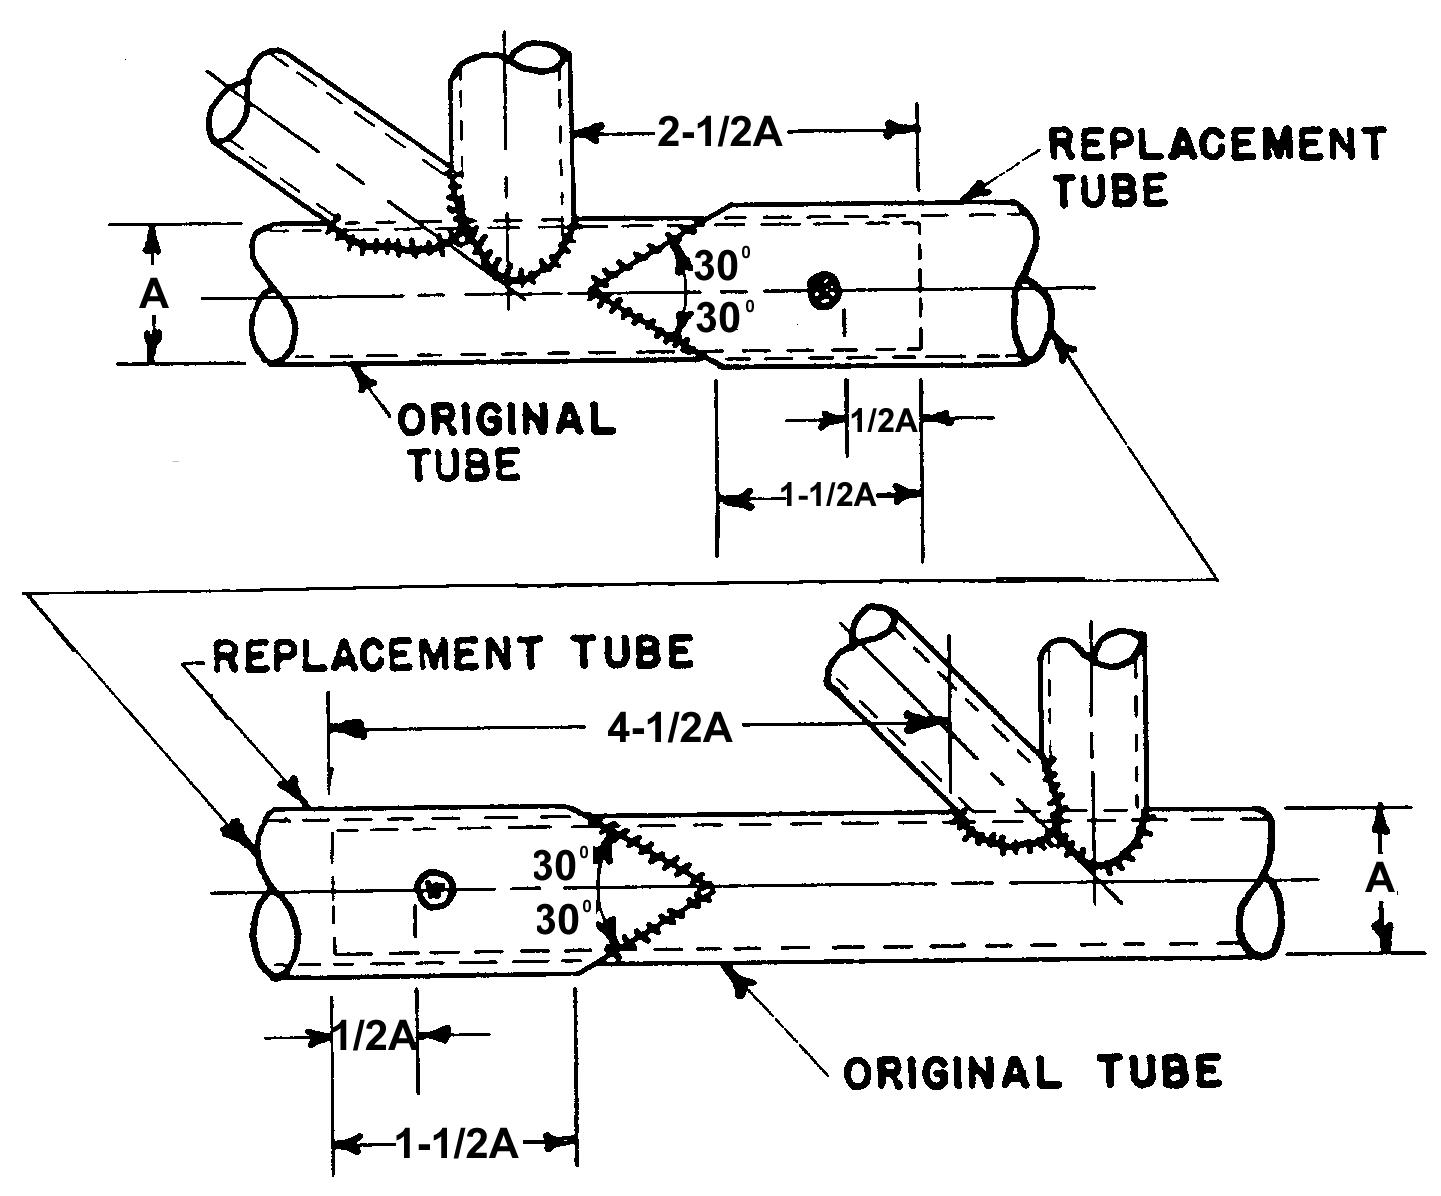 2-1/2A
REPLACEMENT
TUBE
A
30°
30°
ORIGINAL
TUBE
1/2A
1-1/2A
REPLACEMENT TUBE
4-1/2A
30°
30°
A
1/2A
ORIGINAL TUBE
1-1/2A